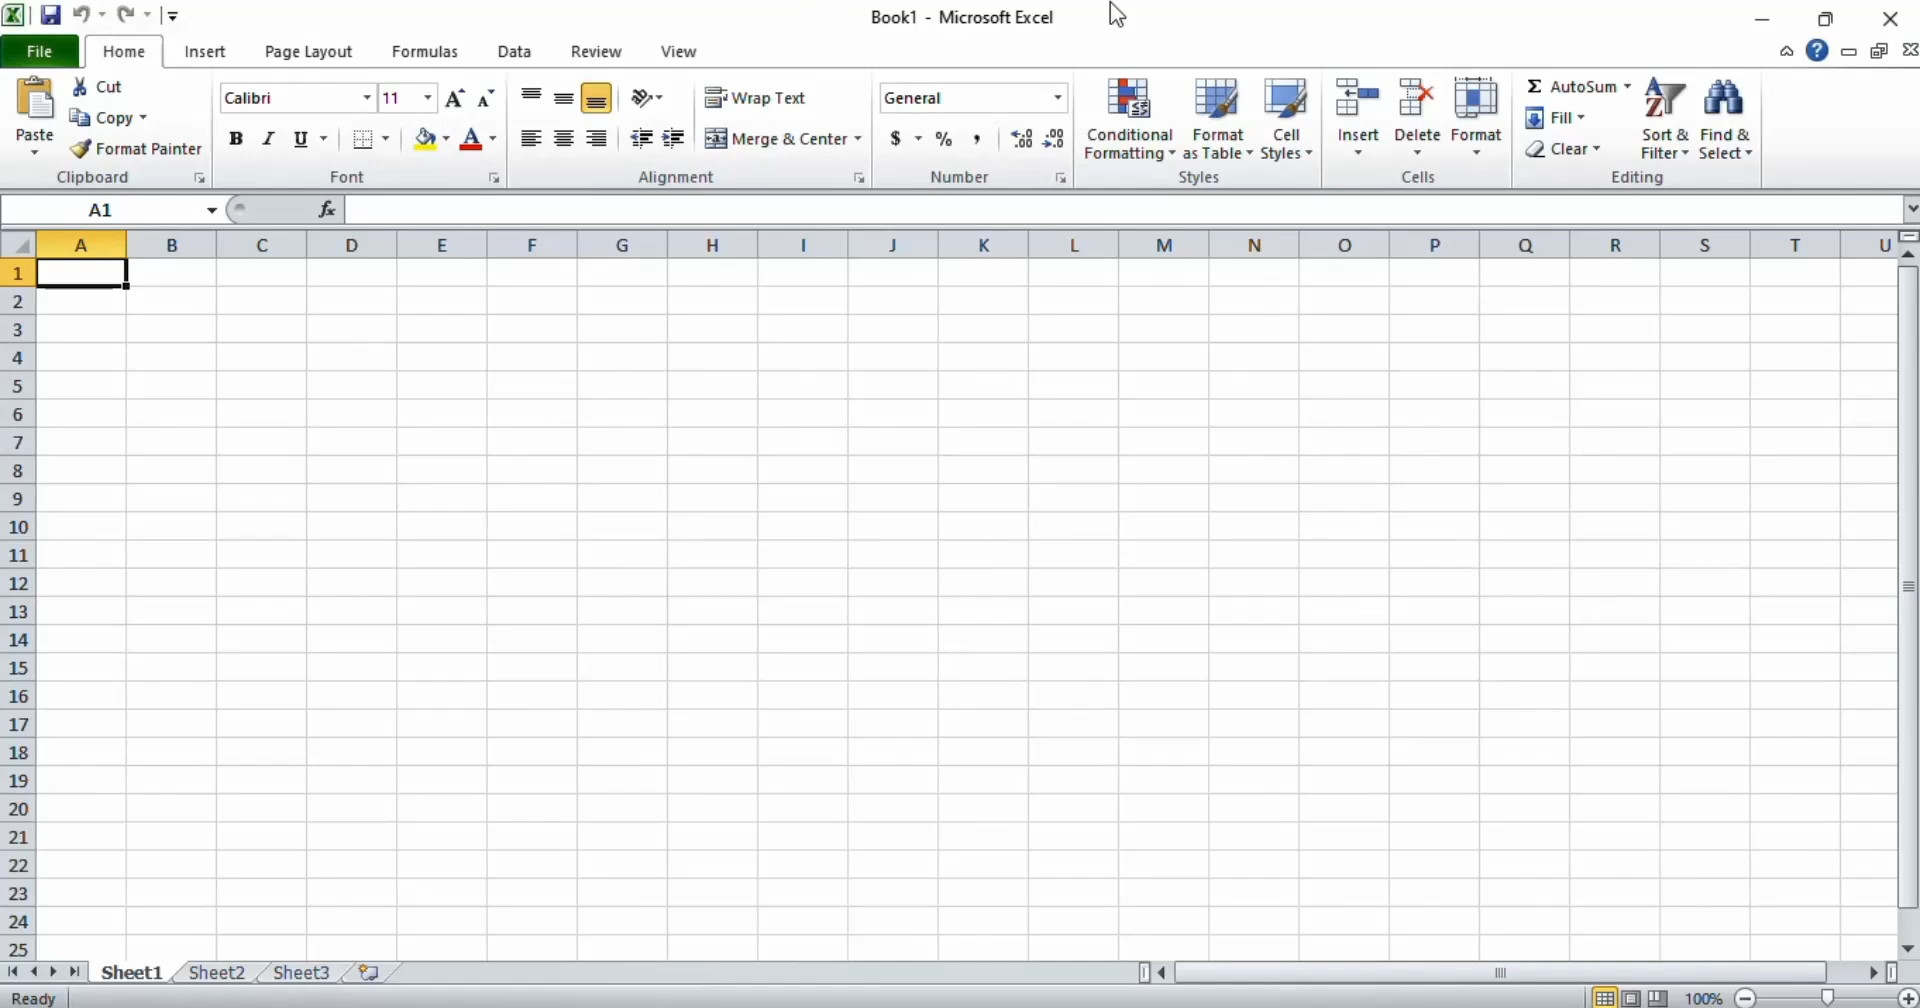 Book1 - Microsoft Excel
File Home Insert Page Layout Formulas Data Review View
Paste
Cut
Copy
Format Painter
Clipboard
Calibri 11
B I U A
Font
Wrap Text
Merge & Center
Alignment
General
$ % , .00 .00
Number
Conditional Formatting
Format as Table
Cell Styles
Styles
Insert
Delete
Format
Cells
Σ AutoSum
Fill
Clear
Sort & Filter
Find & Select
Editing
A1 fx
A B C D E F G H I J K L M N O P Q R S T U
1
2
3
4
5
6
7
8
9
10
11
12
13
14
15
16
17
18
19
20
21
22
23
24
25
Sheet1 Sheet2 Sheet3
Ready 100%